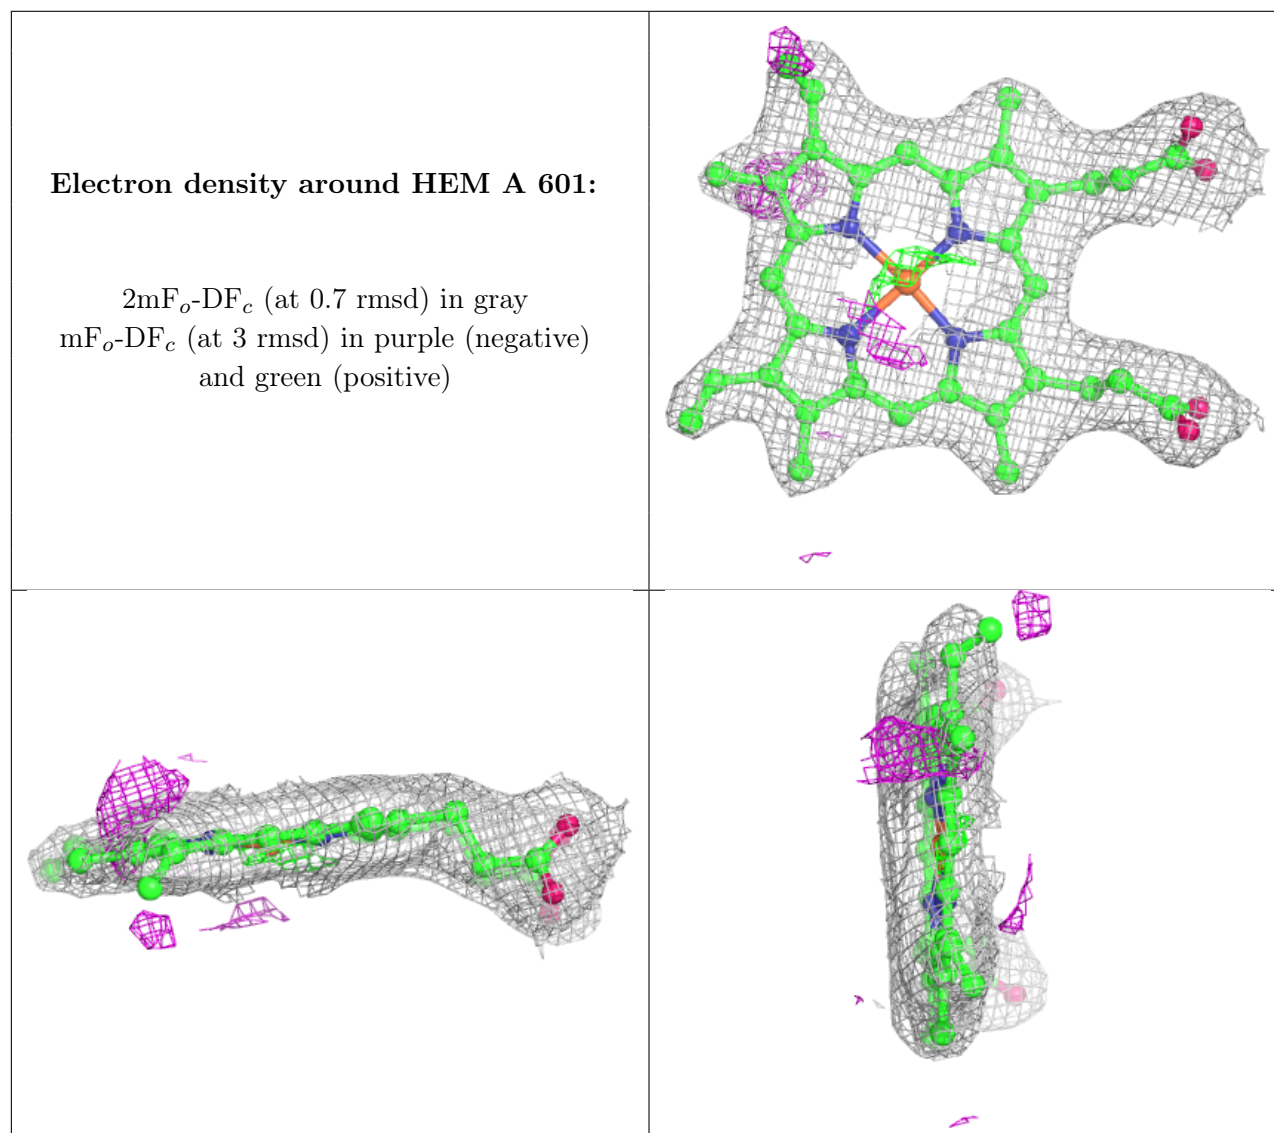 Electron density around HEM A 601:
2mFo-DFc (at 0.7 rmsd) in gray
mFo-DFc (at 3 rmsd) in purple (negative)
and green (positive)